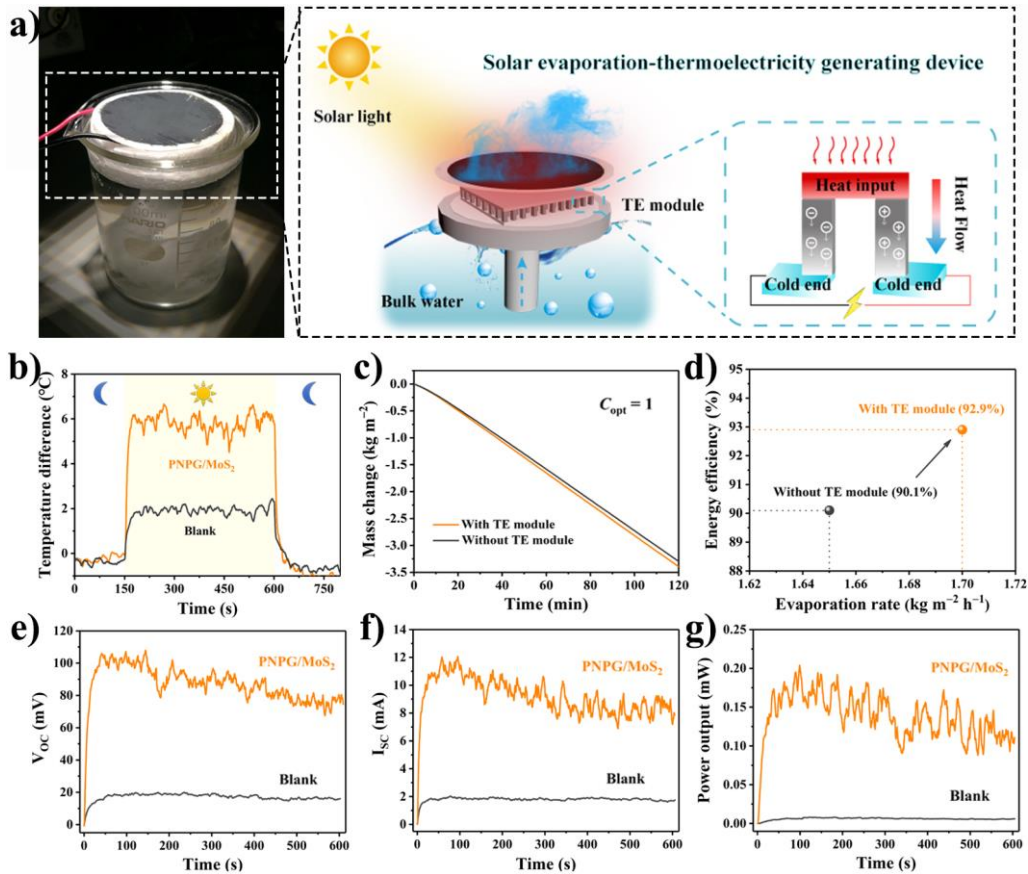 a)
Solar light
Solar evaporation-thermoelectricity generating device
TE module
Bulk water
Heat input
Heat Flow
Cold end
Cold end
b)
Temperature difference (°C)
8
6
4
2
0
PNPG/MoS₂
Blank
0 150 300 450 600 750
Time (s)
c)
Mass change (kg m⁻²)
0.0
-0.5
-1.0
-1.5
-2.0
-2.5
-3.0
-3.5
C_opt = 1
With TE module
Without TE module
0 20 40 60 80 100 120
Time (min)
d)
Energy efficiency (%)
95
94
93
92
91
90
89
88
With TE module (92.9%)
Without TE module (90.1%)
1.62 1.64 1.66 1.68 1.70 1.72
Evaporation rate (kg m⁻² h⁻¹)
e)
V_OC (mV)
120
100
80
60
40
20
0
PNPG/MoS₂
Blank
0 100 200 300 400 500 600
Time (s)
f)
I_SC (mA)
14
12
10
8
6
4
2
0
PNPG/MoS₂
Blank
0 100 200 300 400 500 600
Time (s)
g)
Power output (mW)
0.25
0.20
0.15
0.10
0.05
0.00
PNPG/MoS₂
Blank
0 100 200 300 400 500 600
Time (s)